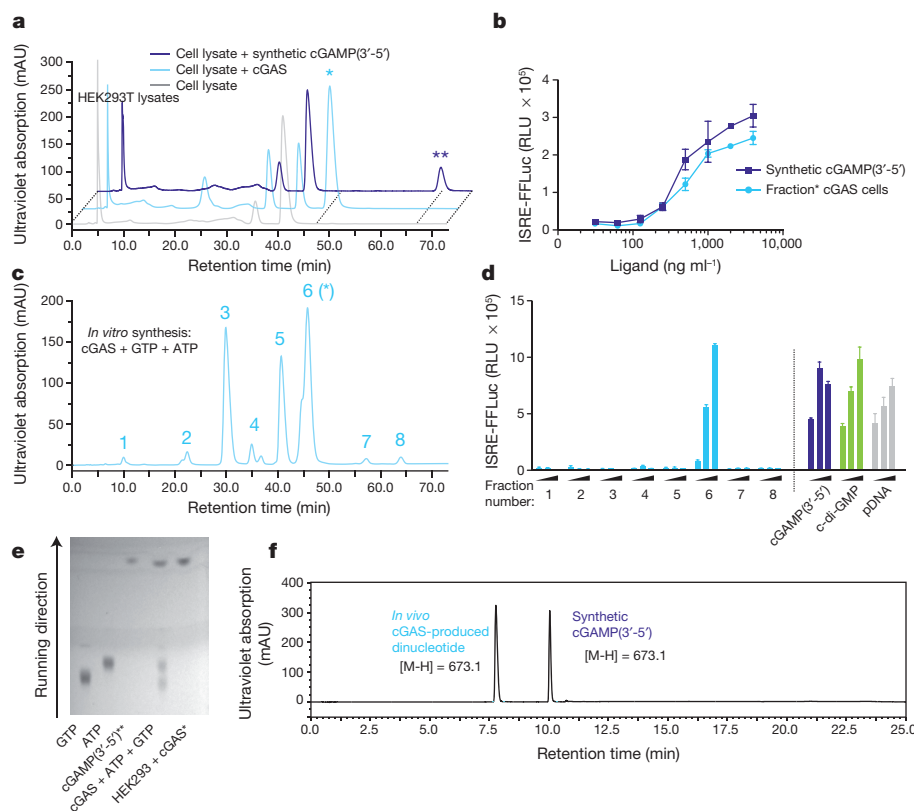 a
Cell lysate + synthetic cGAMP(3′-5′)
Cell lysate + cGAS
Cell lysate
HEK293T lysates
*
**
Ultraviolet absorption (mAU)
300
250
200
150
100
50
0
0.0 10.0 20.0 30.0 40.0 50.0 60.0 70.0
Retention time (min)
b
ISRE-FFLuc (RLU × 10⁵)
4
3
2
1
0
0 100 1,000 10,000
Synthetic cGAMP(3′-5′)
Fraction* cGAS cells
Ligand (ng ml⁻¹)
c
Ultraviolet absorption (mAU)
200
150
100
50
0
In vitro synthesis:
cGAS + GTP + ATP
1 2 3 4 5 6 (*) 7 8
0.0 10.0 20.0 30.0 40.0 50.0 60.0 70.0
Retention time (min)
d
ISRE-FFLuc (RLU × 10⁵)
15
10
5
0
Fraction
number:
1 2 3 4 5 6 7 8
cGAMP(3′-5′)
c-di-GMP
pDNA
e
Running direction
GTP
ATP
cGAMP(3′-5′)**
cGAS + ATP + GTP
HEK293 + cGAS*
f
Ultraviolet absorption
(mAU)
400
300
200
100
0
In vivo
cGAS-produced
dinucleotide
[M-H] = 673.1
Synthetic
cGAMP(3′-5′)
[M-H] = 673.1
0.0 2.5 5.0 7.5 10.0 12.5 15.0 17.5 20.0 22.5 25.0
Retention time (min)